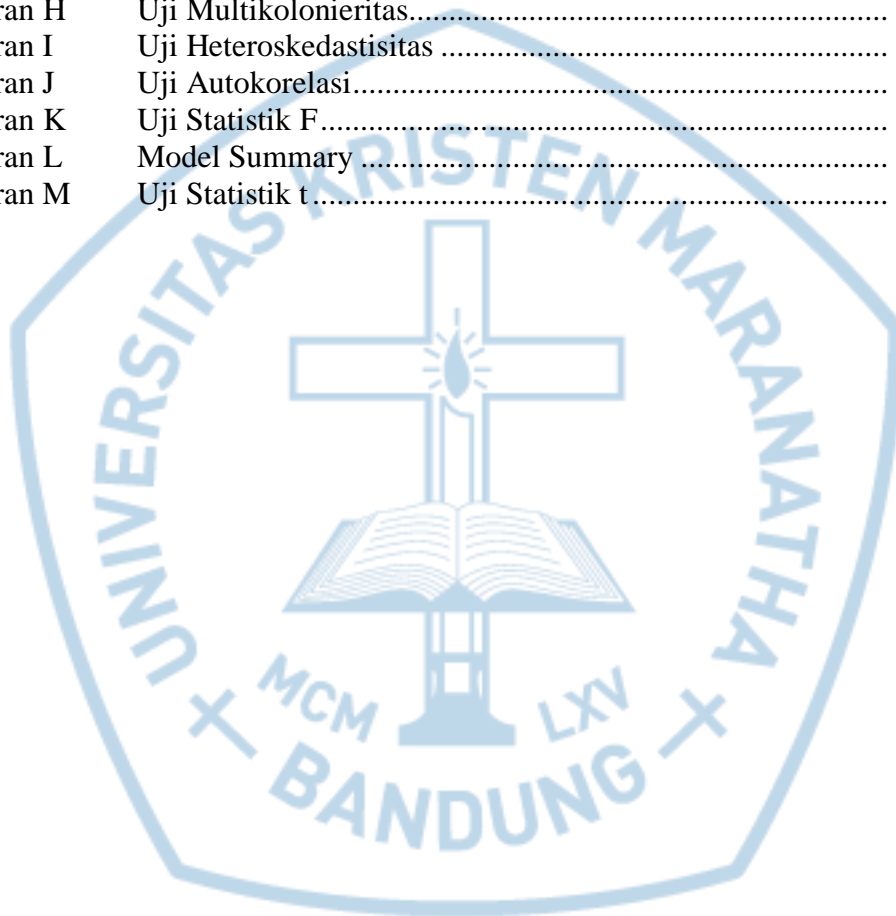 ran H Uji Multikolonieritas................................................................
ran I Uji Heteroskedastisitas ........................................................
ran J Uji Autokorelasi....................................................................
ran K Uji Statistik F........................................................................
ran L Model Summary ..................................................................
ran M Uji Statistik t.........................................................................
UNIVERSITAS KRISTEN MARANATHA
MCM LXV
BANDUNG